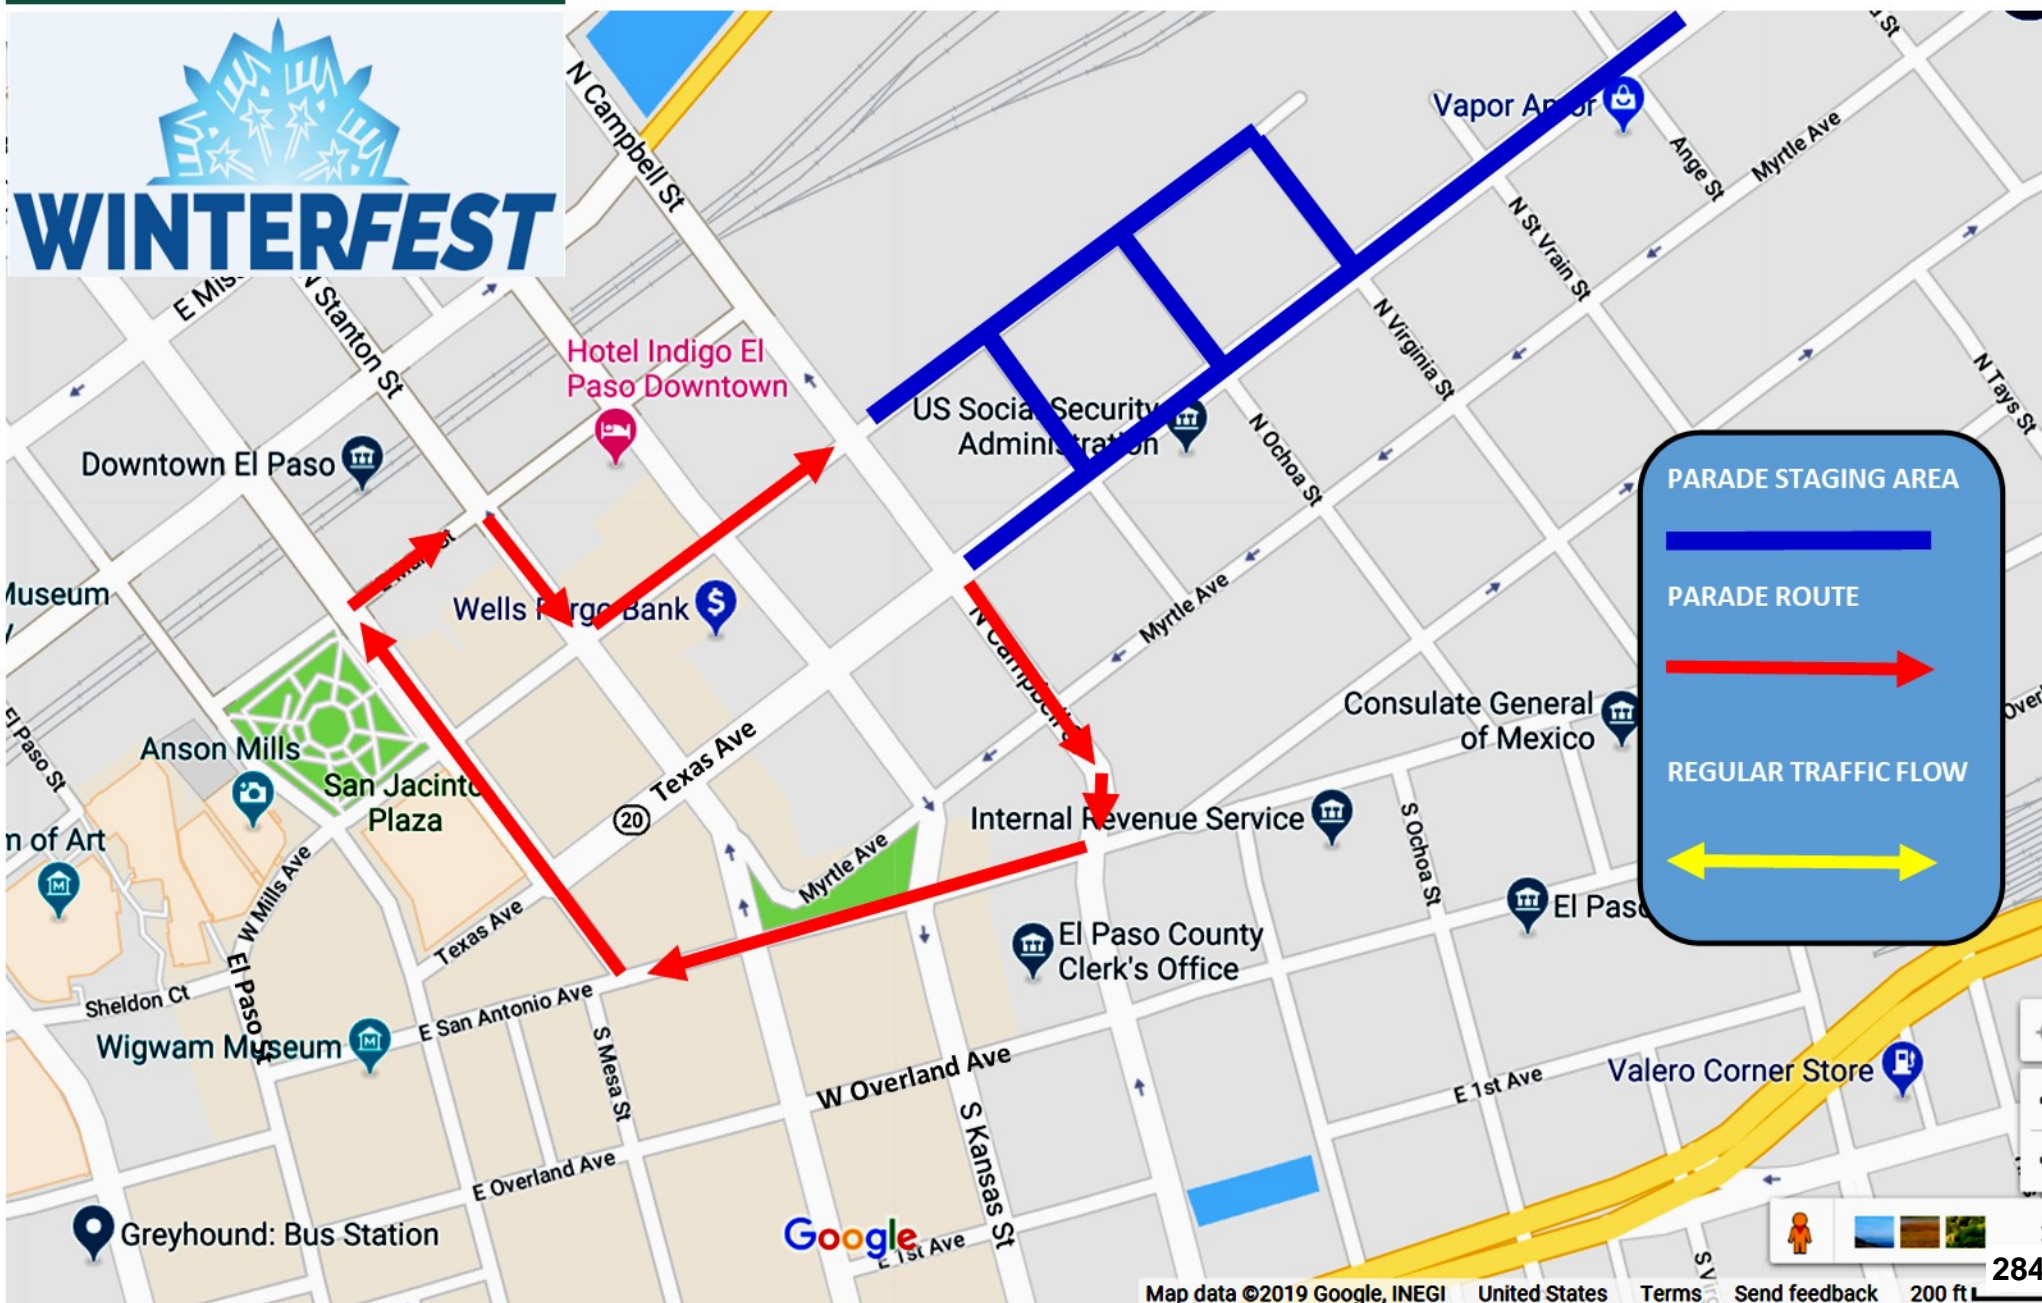 WINTERFEST
N Campbell St
Vapor
Ange St
Myrtle Ave
N St Vrain St
N Stanton St
N Virginia St
Hotel Indigo El
Paso Downtown
N Tays St
US Social Security
Administration
N Ochoa St
Downtown El Paso
PARADE STAGING AREA
PARADE ROUTE
REGULAR TRAFFIC FLOW
Museum
Wells Fargo Bank
Myrtle Ave
N Campbell
Consulate General
of Mexico
El Paso St
Anson Mills
San Jacinto
Plaza
20
Texas Ave
Internal Revenue Service
S Ochoa St
m of Art
W Mills Ave
Myrtle Ave
Texas Ave
El Paso
El Paso County
Clerk's Office
Sheldon Ct
El Paso St
E San Antonio Ave
Wigwam Museum
S Mesa St
W Overland Ave
Valero Corner Store
E 1st Ave
S Kansas St
E Overland Ave
Greyhound: Bus Station
Google
E 1st Ave
284
Map data ©2019 Google, INEGI United States Terms Send feedback 200 ft